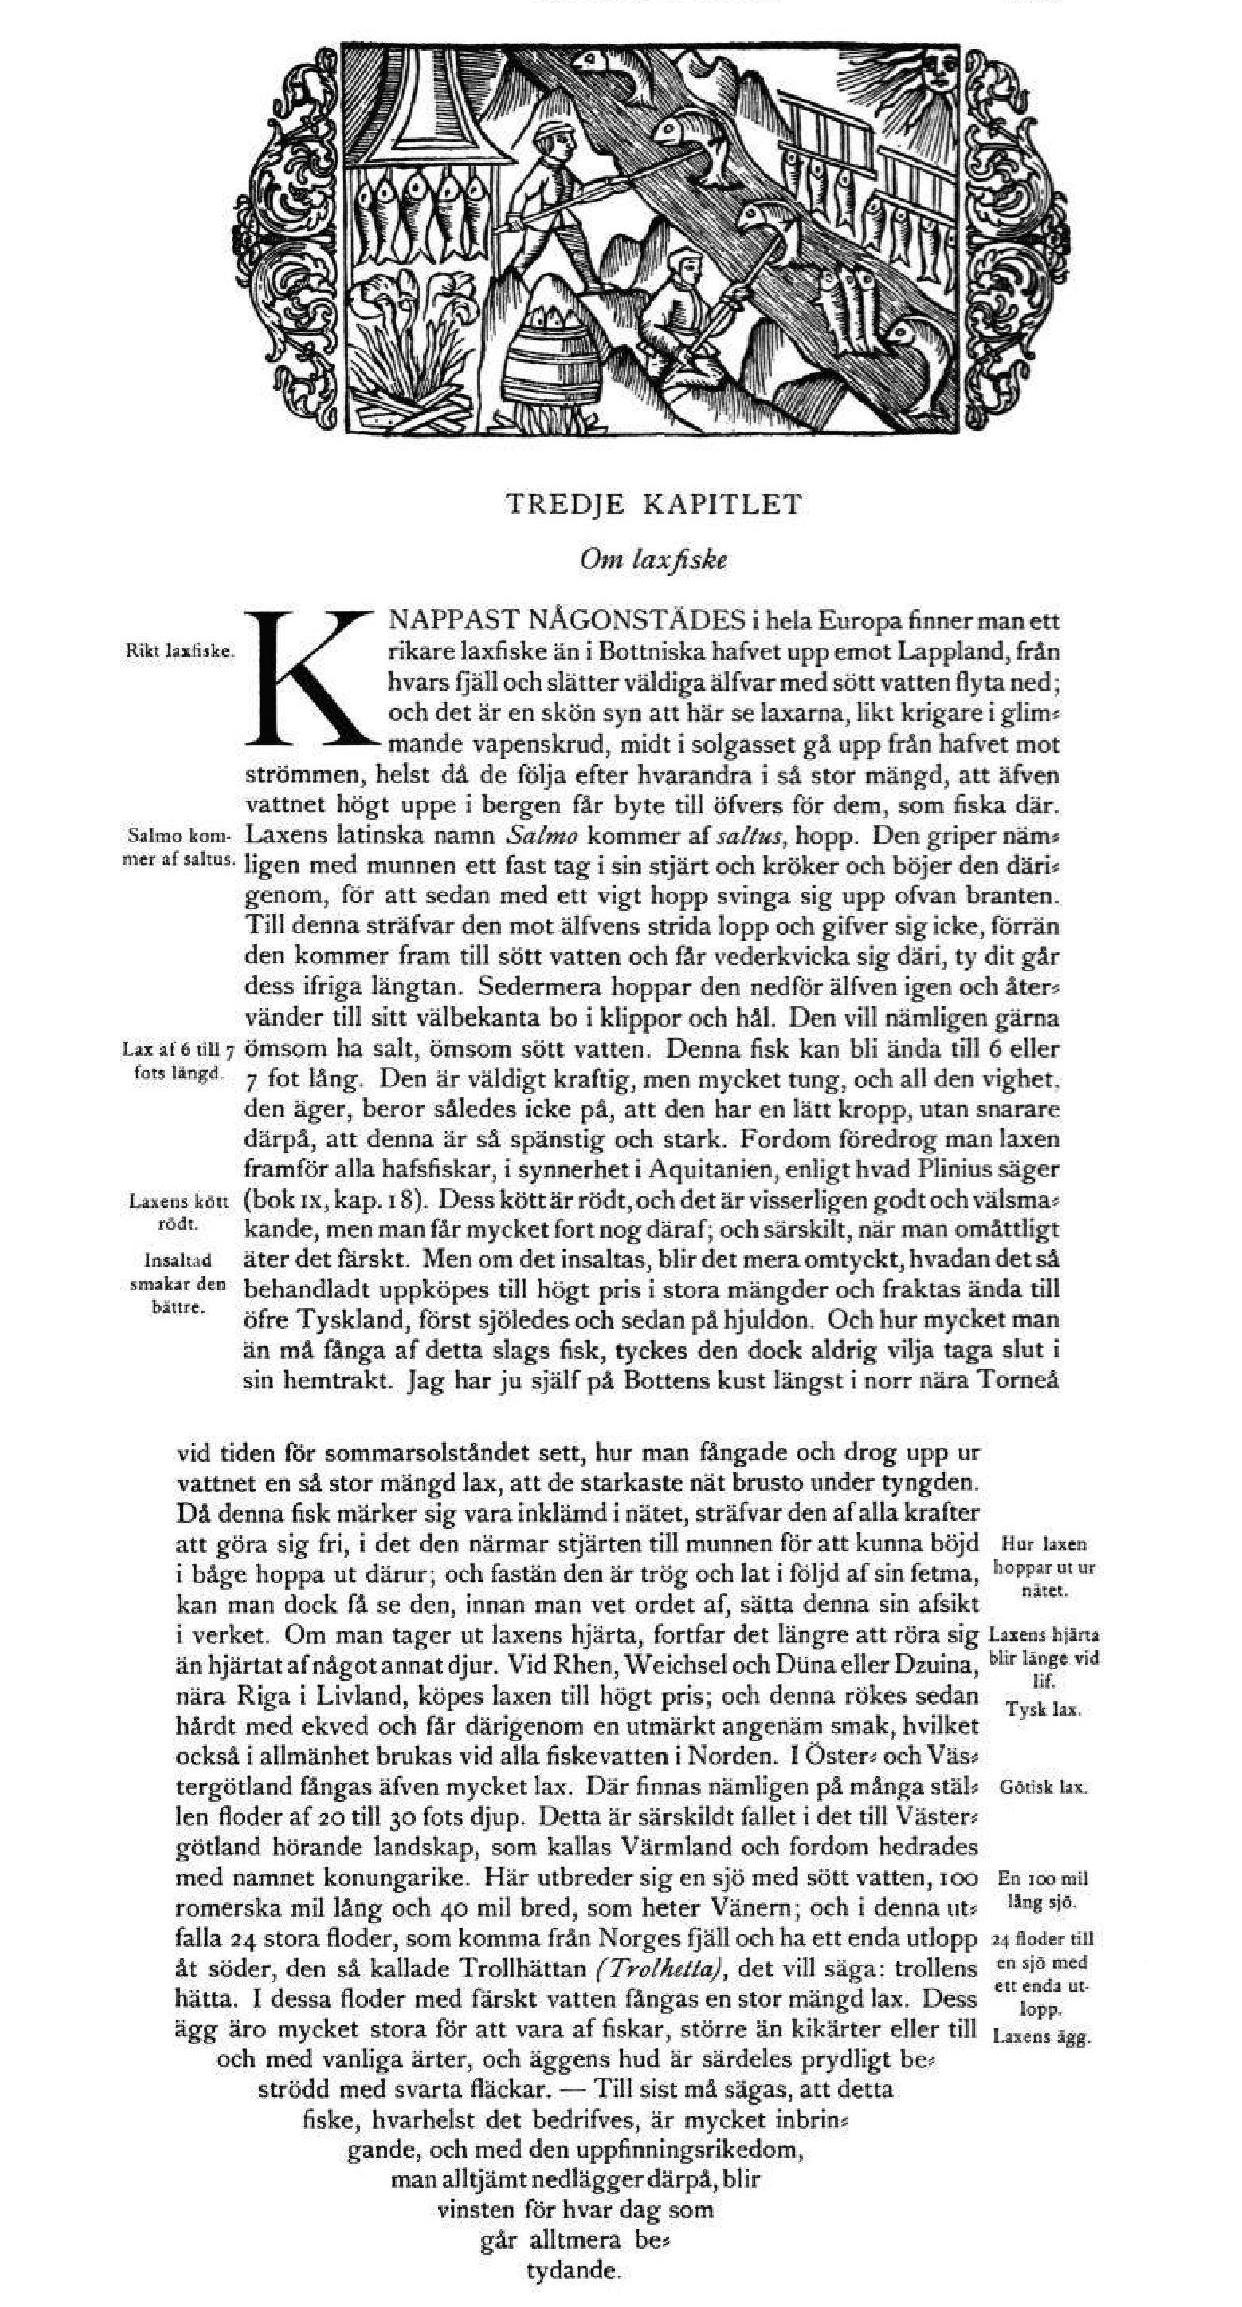 TREDJE KAPITLET
Om laxfiske
KNAPPAST NÅGONSTÄDES i hela Europa finner man ett
Rikt laxfiske.
rikare laxfiske än i Bottniska hafvet upp emot Lappland, från
hvars fjäll och slätter väldiga älfvar med sött vatten flyta ned;
och det är en skön syn att här se laxarna, likt krigare i glim⸗
mande vapenskrud, midt i solgasset gå upp från hafvet mot
strömmen, helst då de följa efter hvarandra i så stor mängd, att äfven
vattnet högt uppe i bergen får byte till öfvers för dem, som fiska där.
Salmo kom-
mer af saltus.
Laxens latinska namn Salmo kommer af saltus, hopp. Den griper näm⸗
ligen med munnen ett fast tag i sin stjärt och kröker och böjer den däri⸗
genom, för att sedan med ett vigt hopp svinga sig upp ofvan branten.
Till denna sträfvar den mot älfvens strida lopp och gifver sig icke, förrän
den kommer fram till sött vatten och får vederkvicka sig däri, ty dit går
dess ifriga längtan. Sedermera hoppar den nedför älfven igen och åter⸗
vänder till sitt välbekanta bo i klippor och hål. Den vill nämligen gärna
Lax af 6 till 7
fots längd.
ömsom ha salt, ömsom sött vatten. Denna fisk kan bli ända till 6 eller
7 fot lång. Den är väldigt kraftig, men mycket tung, och all den vighet,
den äger, beror således icke på, att den har en lätt kropp, utan snarare
därpå, att denna är så spänstig och stark. Fordom föredrog man laxen
framför alla hafsfiskar, i synnerhet i Aquitanien, enligt hvad Plinius säger
Laxens kött
rödt.
(bok IX, kap. 18). Dess kött är rödt, och det är visserligen godt och välsma⸗
kande, men man får mycket fort nog däraf; och särskilt, när man omåttligt
Insaltad
smakar den
bättre.
äter det färskt. Men om det insaltas, blir det mera omtyckt, hvadan det så
behandladt uppköpes till högt pris i stora mängder och fraktas ända till
öfre Tyskland, först sjöledes och sedan på hjuldon. Och hur mycket man
än må fånga af detta slags fisk, tyckes den dock aldrig vilja taga slut i
sin hemtrakt. Jag har ju själf på Bottens kust längst i norr nära Torneå
vid tiden för sommarsolståndet sett, hur man fångade och drog upp ur
vattnet en så stor mängd lax, att de starkaste nät brusto under tyngden.
Då denna fisk märker sig vara inklämd i nätet, sträfvar den af alla krafter
att göra sig fri, i det den närmar stjärten till munnen för att kunna böjd
Hur laxen
hoppar ut ur
nätet.
i båge hoppa ut därur; och fastän den är trög och lat i följd af sin fetma,
kan man dock få se den, innan man vet ordet af, sätta denna sin afsikt
i verket. Om man tager ut laxens hjärta, fortfar det längre att röra sig
Laxens hjärta
blir länge vid
lif.
än hjärtat af något annat djur. Vid Rhen, Weichsel och Düna eller Dzuina,
nära Riga i Livland, köpes laxen till högt pris; och denna rökes sedan
Tysk lax.
hårdt med ekved och får därigenom en utmärkt angenäm smak, hvilket
också i allmänhet brukas vid alla fiskevatten i Norden. I Öster⸗ och Väs⸗
tergötland fångas äfven mycket lax. Där finnas nämligen på många stäl⸗
Götisk lax.
len floder af 20 till 30 fots djup. Detta är särskildt fallet i det till Väster⸗
götland hörande landskap, som kallas Värmland och fordom hedrades
med namnet konungarike. Här utbreder sig en sjö med sött vatten, 100
En 100 mil
lång sjö.
romerska mil lång och 40 mil bred, som heter Vänern; och i denna ut⸗
falla 24 stora floder, som komma från Norges fjäll och ha ett enda utlopp
24 floder till
en sjö med
ett enda ut-
lopp.
åt söder, den så kallade Trollhättan (Trolhetta), det vill säga: trollens
hätta. I dessa floder med färskt vatten fångas en stor mängd lax. Dess
ägg äro mycket stora för att vara af fiskar, större än kikärter eller till
Laxens ägg.
och med vanliga ärter, och äggens hud är särdeles prydligt be⸗
strödd med svarta fläckar. — Till sist må sägas, att detta
fiske, hvarhelst det bedrifves, är mycket inbrin⸗
gande, och med den uppfinningsrikedom,
man alltjämt nedlägger därpå, blir
vinsten för hvar dag som
går alltmera be⸗
tydande.